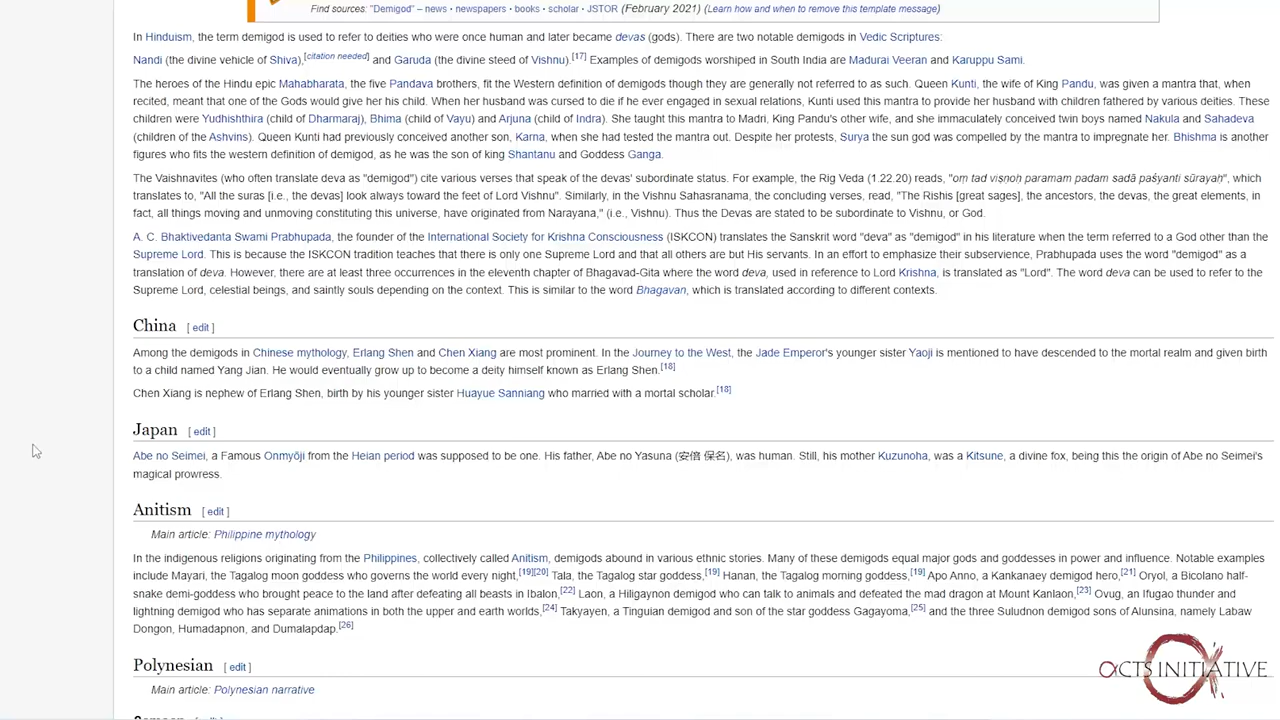 Find sources: "Demigod" – news • newspapers • books • scholar • JSTOR (February 2021) (Learn how and when to remove this template message)
In Hinduism, the term demigod is used to refer to deities who were once human and later became devas (gods). There are two notable demigods in Vedic Scriptures:
Nandi (the divine vehicle of Shiva),[citation needed] and Garuda (the divine steed of Vishnu).[17] Examples of demigods worshiped in South India are Madurai Veeran and Karuppu Sami.
The heroes of the Hindu epic Mahabharata, the five Pandava brothers, fit the Western definition of demigods though they are generally not referred to as such. Queen Kunti, the wife of King Pandu, was given a mantra that, when
recited, meant that one of the Gods would give her his child. When her husband was cursed to die if he ever engaged in sexual relations, Kunti used this mantra to provide her husband with children fathered by various deities. These
children were Yudhishthira (child of Dharmaraj), Bhima (child of Vayu) and Arjuna (child of Indra). She taught this mantra to Madri, King Pandu's other wife, and she immaculately conceived twin boys named Nakula and Sahadeva
(children of the Ashvins). Queen Kunti had previously conceived another son, Karna, when she had tested the mantra out. Despite her protests, Surya the sun god was compelled by the mantra to impregnate her. Bhishma is another
figures who fits the western definition of demigod, as he was the son of king Shantanu and Goddess Ganga.
The Vaishnavites (who often translate deva as "demigod") cite various verses that speak of the devas' subordinate status. For example, the Rig Veda (1.22.20) reads, "oṃ tad viṣṇoḥ paramam padam sadā paśyanti sūrayaḥ", which
translates to, "All the suras [i.e., the devas] look always toward the feet of Lord Vishnu". Similarly, in the Vishnu Sahasranama, the concluding verses, read, "The Rishis [great sages], the ancestors, the devas, the great elements, in
fact, all things moving and unmoving constituting this universe, have originated from Narayana," (i.e., Vishnu). Thus the Devas are stated to be subordinate to Vishnu, or God.
A. C. Bhaktivedanta Swami Prabhupada, the founder of the International Society for Krishna Consciousness (ISKCON) translates the Sanskrit word "deva" as "demigod" in his literature when the term referred to a God other than the
Supreme Lord. This is because the ISKCON tradition teaches that there is only one Supreme Lord and that all others are but His servants. In an effort to emphasize their subservience, Prabhupada uses the word "demigod" as a
translation of deva. However, there are at least three occurrences in the eleventh chapter of Bhagavad-Gita where the word deva, used in reference to Lord Krishna, is translated as "Lord". The word deva can be used to refer to the
Supreme Lord, celestial beings, and saintly souls depending on the context. This is similar to the word Bhagavan, which is translated according to different contexts.
China [ edit ]
Among the demigods in Chinese mythology, Erlang Shen and Chen Xiang are most prominent. In the Journey to the West, the Jade Emperor's younger sister Yaoji is mentioned to have descended to the mortal realm and given birth
to a child named Yang Jian. He would eventually grow up to become a deity himself known as Erlang Shen.[18]
Chen Xiang is nephew of Erlang Shen, birth by his younger sister Huayue Sanniang who married with a mortal scholar.[18]
Japan [ edit ]
Abe no Seimei, a Famous Onmyōji from the Heian period was supposed to be one. His father, Abe no Yasuna (安倍 保名), was human. Still, his mother Kuzunoha, was a Kitsune, a divine fox, being this the origin of Abe no Seimei's
magical prowress.
Anitism [ edit ]
Main article: Philippine mythology
In the indigenous religions originating from the Philippines, collectively called Anitism, demigods abound in various ethnic stories. Many of these demigods equal major gods and goddesses in power and influence. Notable examples
include Mayari, the Tagalog moon goddess who governs the world every night,[19][20] Tala, the Tagalog star goddess,[19] Hanan, the Tagalog morning goddess,[19] Apo Anno, a Kankanaey demigod hero,[21] Oryol, a Bicolano half-
snake demi-goddess who brought peace to the land after defeating all beasts in Ibalon,[22] Laon, a Hiligaynon demigod who can talk to animals and defeated the mad dragon at Mount Kanlaon,[23] Ovug, an Ifugao thunder and
lightning demigod who has separate animations in both the upper and earth worlds,[24] Takyayen, a Tinguian demigod and son of the star goddess Gagayoma,[25] and the three Suludnon demigod sons of Alunsina, namely Labaw
Dongon, Humadapnon, and Dumalapdap.[26]
Polynesian [ edit ]
Main article: Polynesian narrative
αCTS INITIATIVE